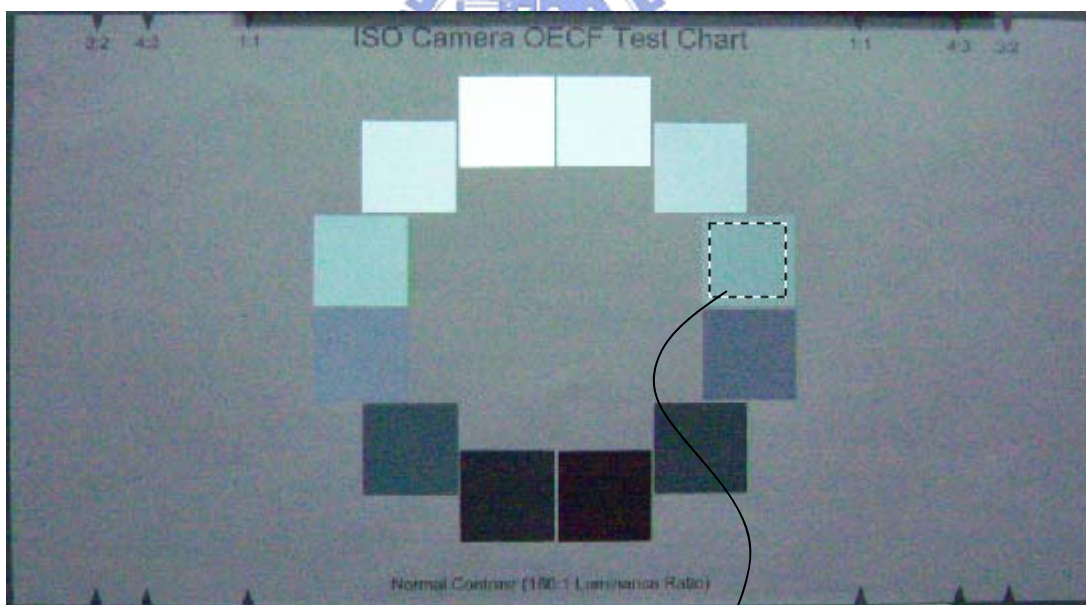 ISO Camera OECF Test Chart
3:2 4:3 1:1 1:1 4:3 3:2
Normal Contrast (160:1 Luminance Ratio)